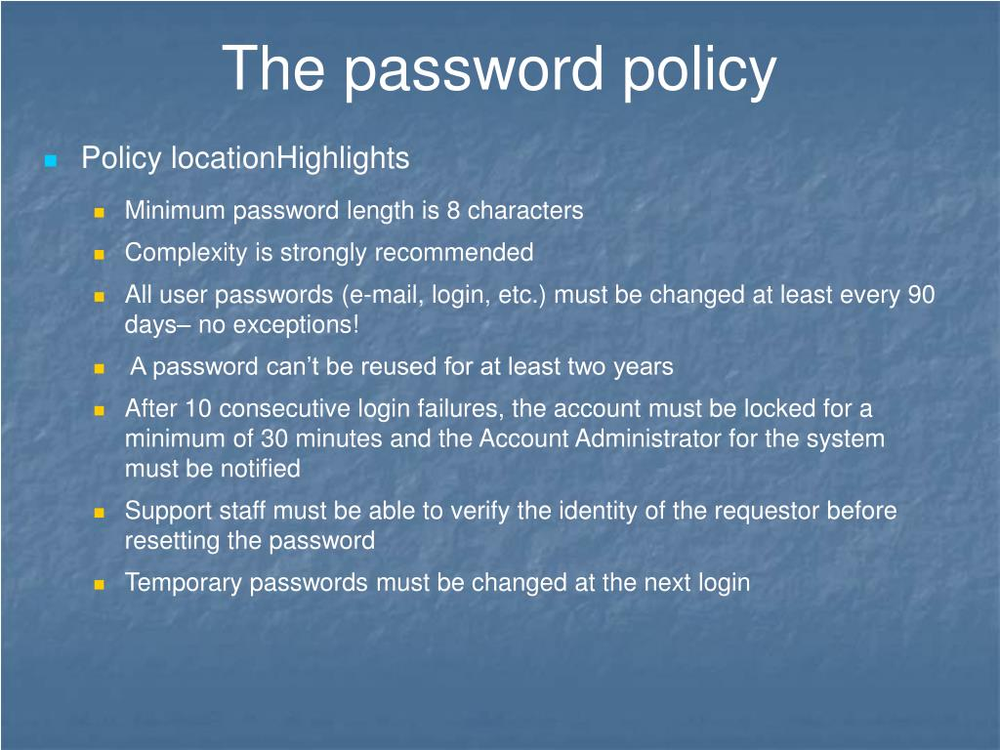 The password policy
Policy locationHighlights
Minimum password length is 8 characters
Complexity is strongly recommended
All user passwords (e-mail, login, etc.) must be changed at least every 90
days– no exceptions!
A password can’t be reused for at least two years
After 10 consecutive login failures, the account must be locked for a
minimum of 30 minutes and the Account Administrator for the system
must be notified
Support staff must be able to verify the identity of the requestor before
resetting the password
Temporary passwords must be changed at the next login